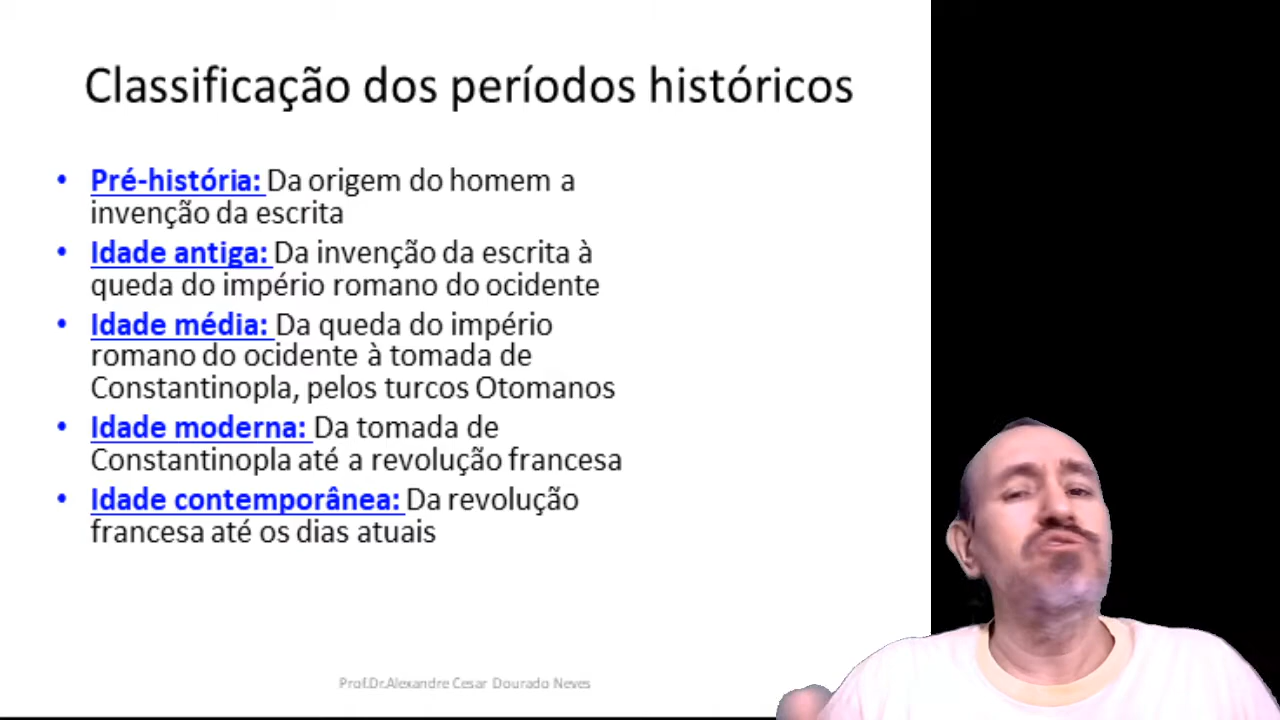 Classificação dos períodos históricos
• Pré-história: Da origem do homem a
invenção da escrita
• Idade antiga: Da invenção da escrita à
queda do império romano do ocidente
• Idade média: Da queda do império
romano do ocidente à tomada de
Constantinopla, pelos turcos Otomanos
• Idade moderna: Da tomada de
Constantinopla até a revolução francesa
• Idade contemporânea: Da revolução
francesa até os dias atuais
Prof.Dr.Alexandre Cesar Dourado Neves